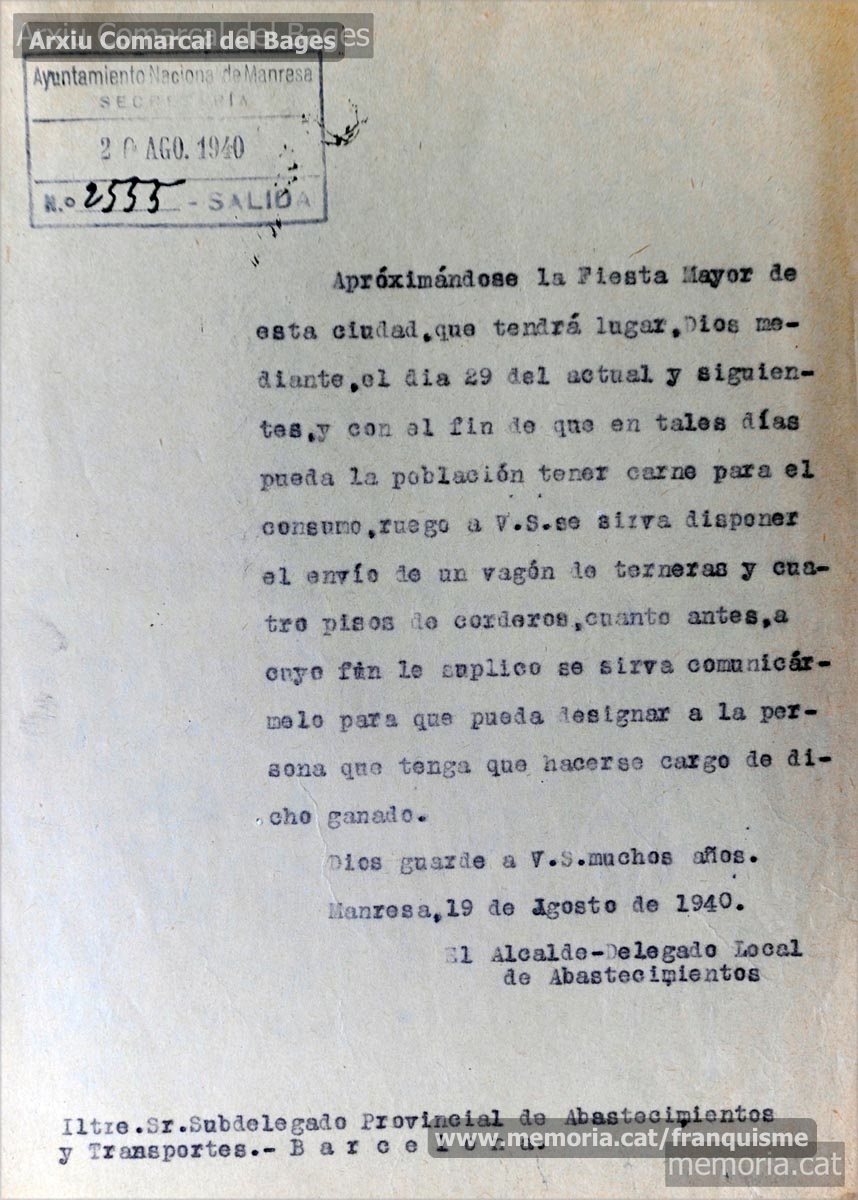 Arxiu Comarcal del Bages
Arxiu Comarcal del Bages
Ayuntamiento Nacional de Manresa
SECRETARÍA
20 AGO. 1940
N.º 2555 - SALIDA
Apróximándose la Fiesta Mayor de
esta ciudad,que tendrá lugar,Dios me-
diante,el dia 29 del actual y siguien-
tes,y con el fin de que en tales días
pueda la población tener carne para el
consumo,ruego a V.S.se sirva disponer
el envío de un vagón de terneras y cua-
tro pisos de corderos,cuanto antes,a
cuyo fin le suplico se sirva comunicár-
melo para que pueda designar a la per-
sona que tenga que hacerse cargo de di-
cho ganado.
Dios guarde a V.S.muchos años.
Manresa,19 de Agosto de 1940.
El Alcalde-Delegado Local
de Abastecimientos
Iltre.Sr.Subdelegado Provincial de Abastecimientos
y Transportes.- B a r c e l o n a.
www.memoria.cat/franquisme
memoria.cat